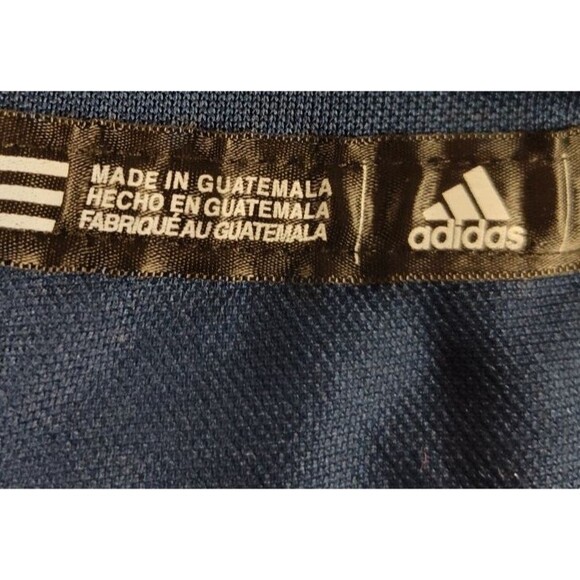 MADE IN GUATEMALA
HECHO EN GUATEMALA
FABRIQUÉ AU GUATEMALA
adidas